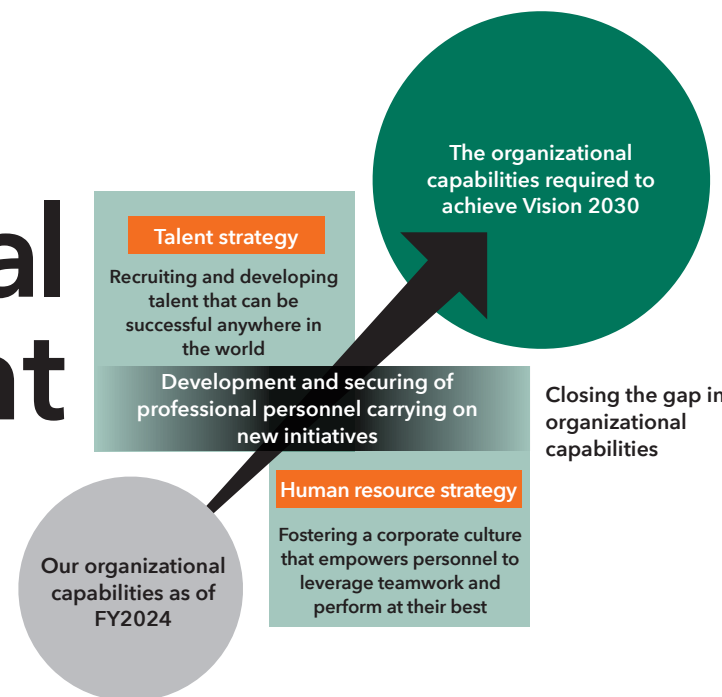 The organizational
capabilities required to
achieve Vision 2030
al
nt
Talent strategy
Recruiting and developing
talent that can be
successful anywhere in
the world
Development and securing of
professional personnel carrying on
new initiatives
Closing the gap in
organizational
capabilities
Human resource strategy
Fostering a corporate culture
that empowers personnel to
leverage teamwork and
perform at their best
Our organizational
capabilities as of
FY2024